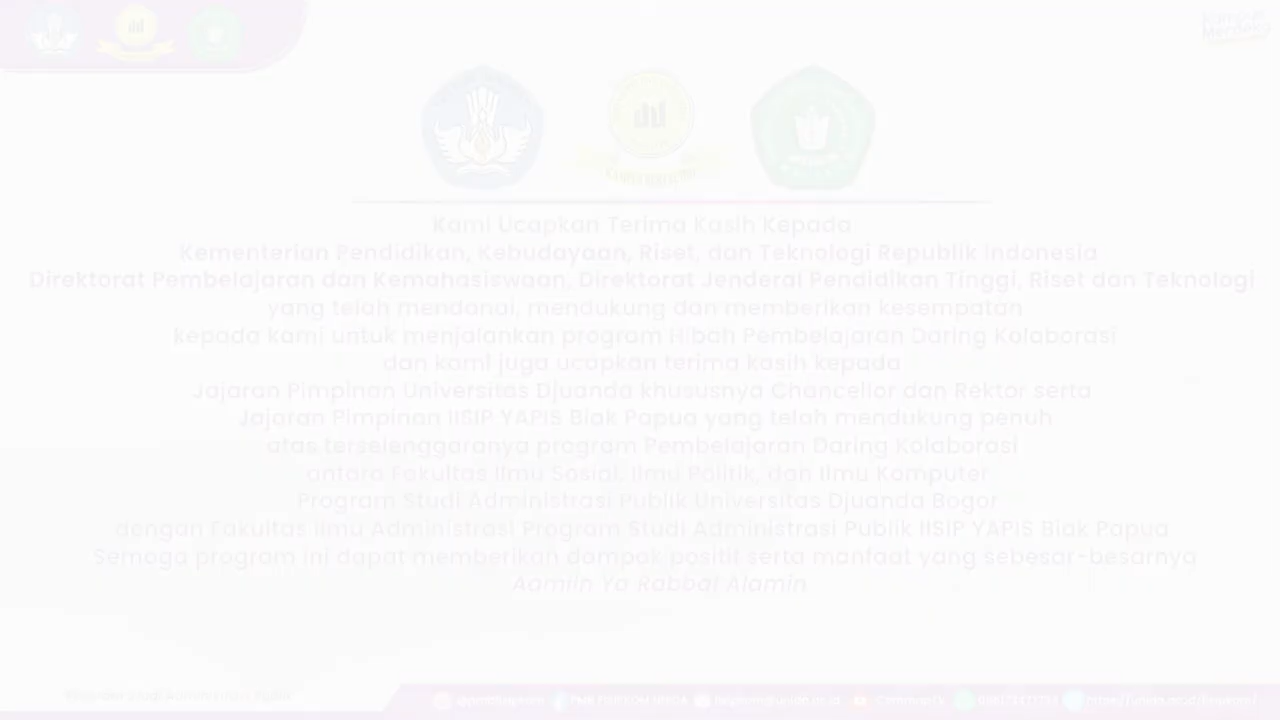 Kampus
Merdeka
Kami Ucapkan Terima Kasih Kepada
Kementerian Pendidikan, Kebudayaan, Riset, dan Teknologi Republik Indonesia
Direktorat Pembelajaran dan Kemahasiswaan, Direktorat Jenderal Pendidikan Tinggi, Riset dan Teknologi
yang telah mendanai, mendukung dan memberikan kesempatan
kepada kami untuk menjalankan program Hibah Pembelajaran Daring Kolaborasi
dan kami juga ucapkan terima kasih kepada
Jajaran Pimpinan Universitas Djuanda khususnya Chancellor dan Rektor serta
Jajaran Pimpinan IISIP YAPIS Biak Papua yang telah mendukung penuh
atas terselenggaranya program Pembelajaran Daring Kolaborasi
antara Fakultas Ilmu Sosial, Ilmu Politik, dan Ilmu Komputer
Program Studi Administrasi Publik Universitas Djuanda Bogor
dengan Fakultas Ilmu Administrasi Program Studi Administrasi Publik IISIP YAPIS Biak Papua
Semoga program ini dapat memberikan dampak positif serta manfaat yang sebesar-besarnya
Aamiin Ya Rabbal Alamin